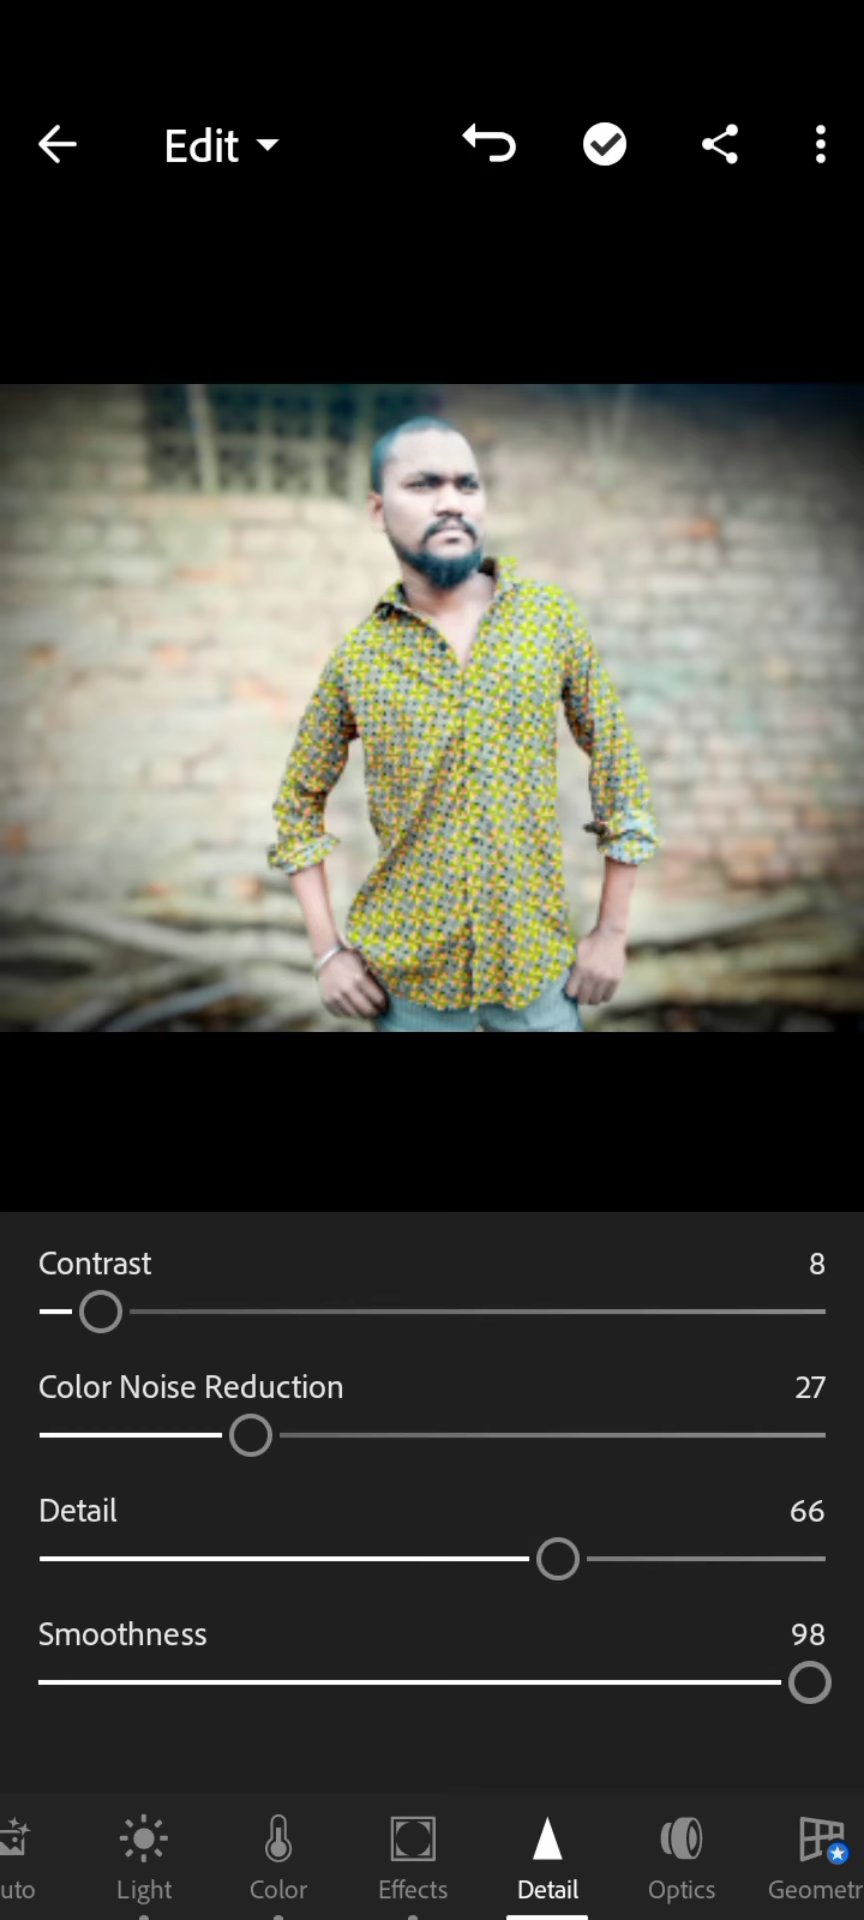 Edit
Contrast 8
Color Noise Reduction 27
Detail 66
Smoothness 98
uto Light Color Effects Detail Optics Geometr